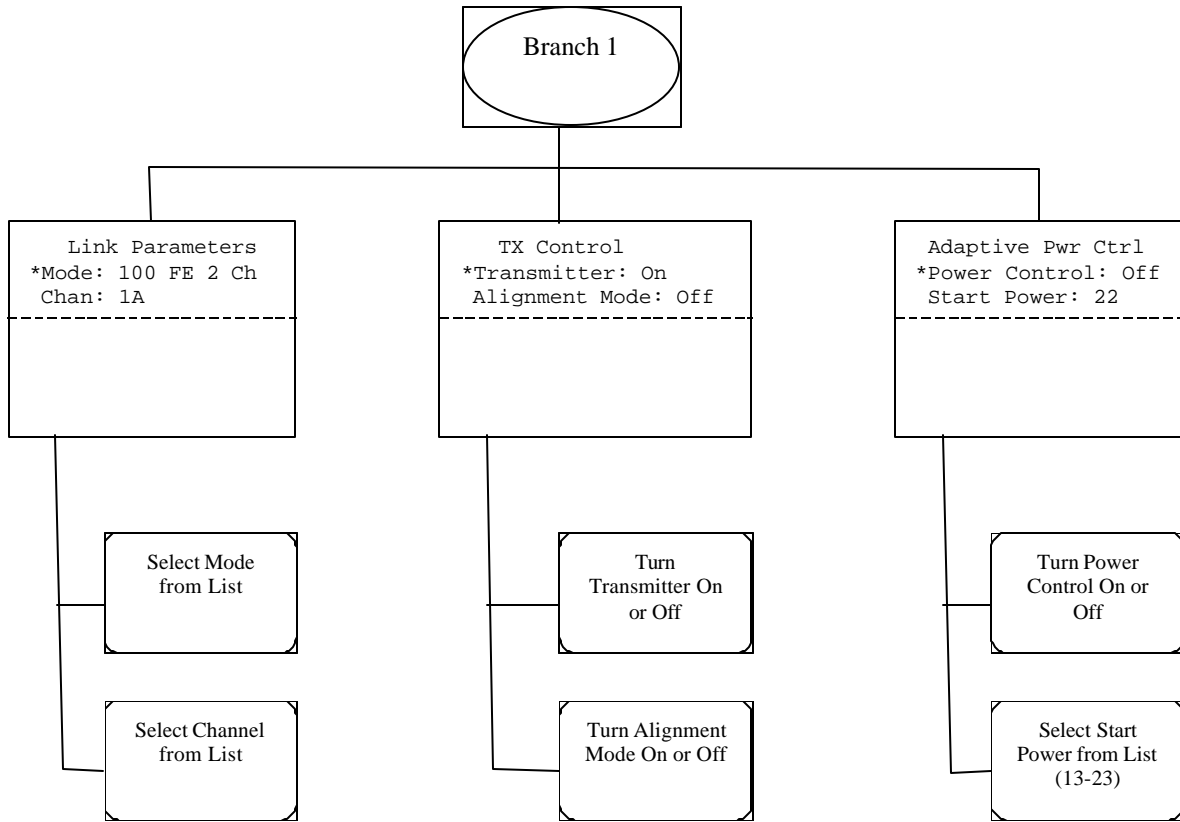 Branch 1
Link Parameters
*Mode: 100 FE 2 Ch
Chan: 1A
TX Control
*Transmitter: On
Alignment Mode: Off
Adaptive Pwr Ctrl
*Power Control: Off
Start Power: 22
Select Mode
from List
Turn
Transmitter On
or Off
Turn Power
Control On or
Off
Select Channel
from List
Turn Alignment
Mode On or Off
Select Start
Power from List
(13-23)